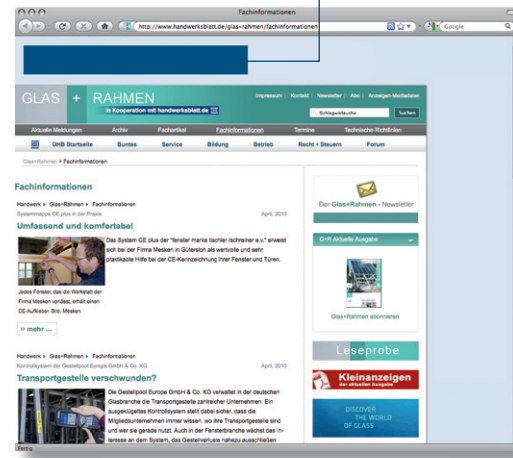 Fachinformationen
http://www.handwerksblatt.de/glas-rahmen/fachinformationen
Google
GLAS + RAHMEN
in Kooperation mit handwerksblatt.de
Impressum | Kontakt | Newsletter | Abo | Anzeigen-Mediadaten
Schlagwortsuche
Suchen
Aktuelle Meldungen Archiv Fachartikel Fachinformationen Termine Technische Richtlinien
DHB Startseite Buntes Service Bildung Betrieb Recht + Steuern Forum
Glas+Rahmen Fachinformationen
Fachinformationen
Handwerk Glas+Rahmen Fachinformationen
Systemmappe CE plus in der Praxis
April, 2010
Umfassend und komfortabel
Das System CE plus der "fenster marke tischler /schreiner e.v." erweist
sich bei der Firma Mesken in Gütersloh als wertvolle und sehr
praktikable Hilfe bei der CE-Kennzeichnung ihrer Fenster und Türen.
Jedes Fenster, das die Werkstatt der
Firma Mesken verlässt, erhält einen
CE-Aufkleber Bild: Mesken
» mehr ...
Handwerk Glas+Rahmen Fachinformationen
Kontrollsystem der Gestellpool Europe GmbH & Co. KG
April, 2010
Transportgestelle verschwunden?
Die Gestellpool Europe GmbH & Co. KG verwaltet in der deutschen
Glasbranche die Transportgestelle zahlreicher Unternehmen. Ein
ausgeklügeltes Kontrollsystem stellt dabei sicher, dass die
Mitgliedsunternehmen immer wissen, wo ihre Transportgestelle sind
und wer sie gerade nutzt. Auch in der Fensterbranche wächst das In-
teresse an dem System, das Gestellverluste nahezu ausschließen
Der Glas+Rahmen - Newsletter
G+R Aktuelle Ausgabe
Glas+Rahmen abonnieren
Leseprobe
Kleinanzeigen
der aktuellen Ausgabe
DISCOVER
THE WORLD
OF GLASS
Fertig